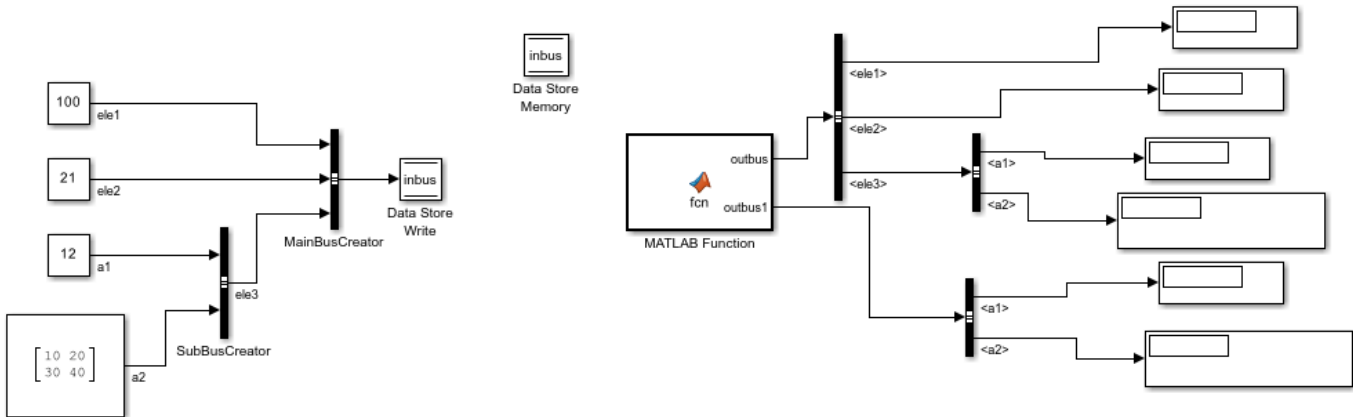 100
ele1
21
ele2
12
a1
10 20
30 40
a2
SubBusCreator
ele3
MainBusCreator
inbus
Data Store
Write
inbus
Data Store
Memory
outbus
outbus1
fcn
MATLAB Function
<ele1>
<ele2>
<ele3>
<a1>
<a2>
<a1>
<a2>